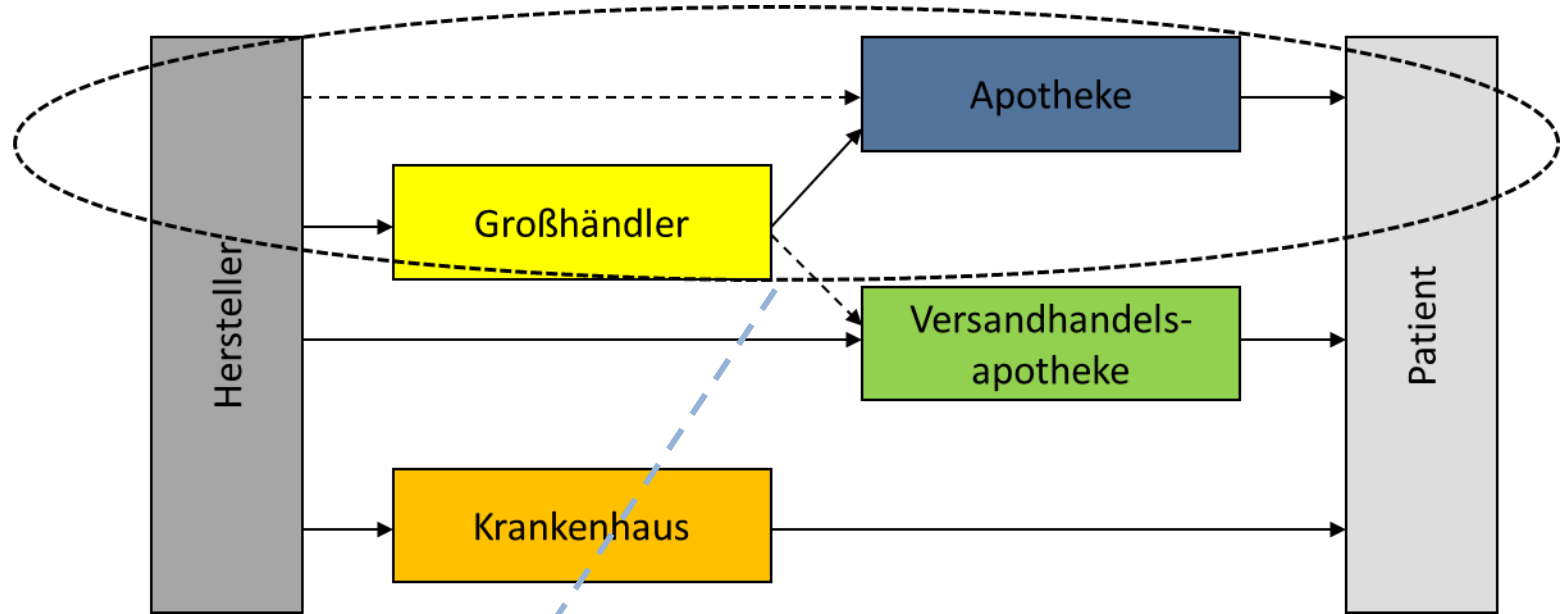 Apotheke
Großhändler
Hersteller
Versandhandels-
apotheke
Patient
Krankenhaus